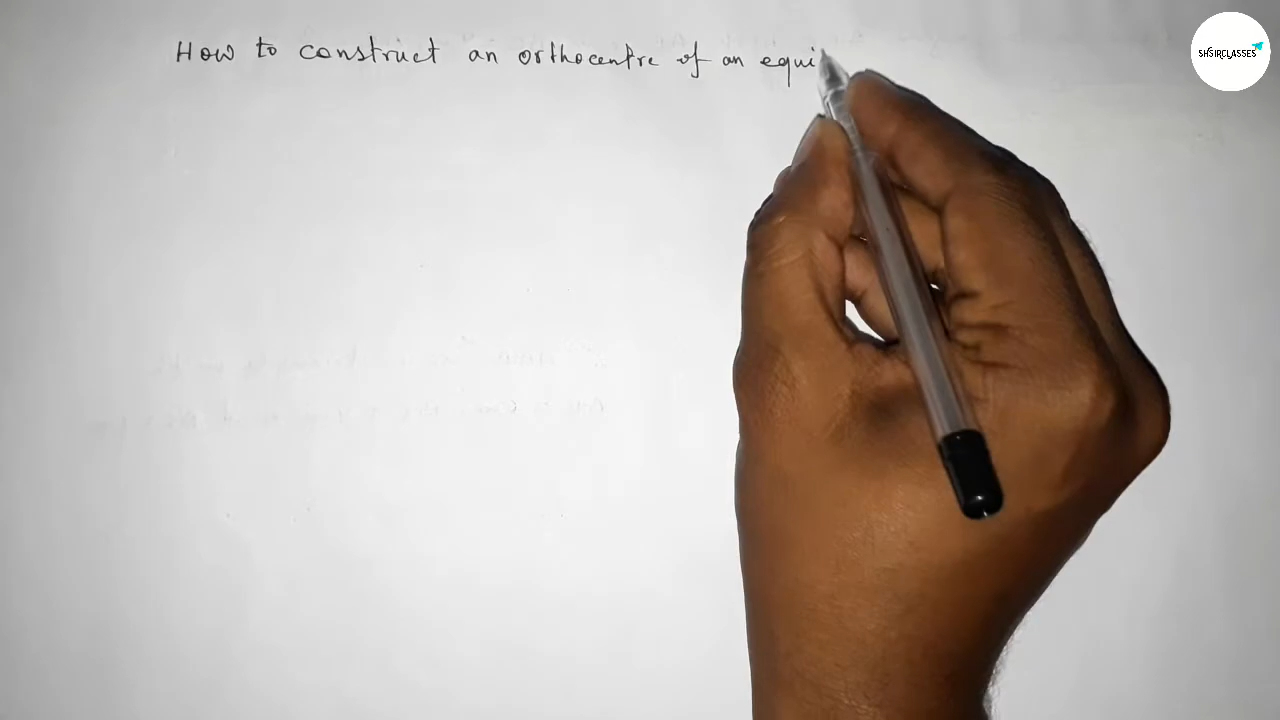 How to construct an orthocentre of an equi
SHSIRCLASSES